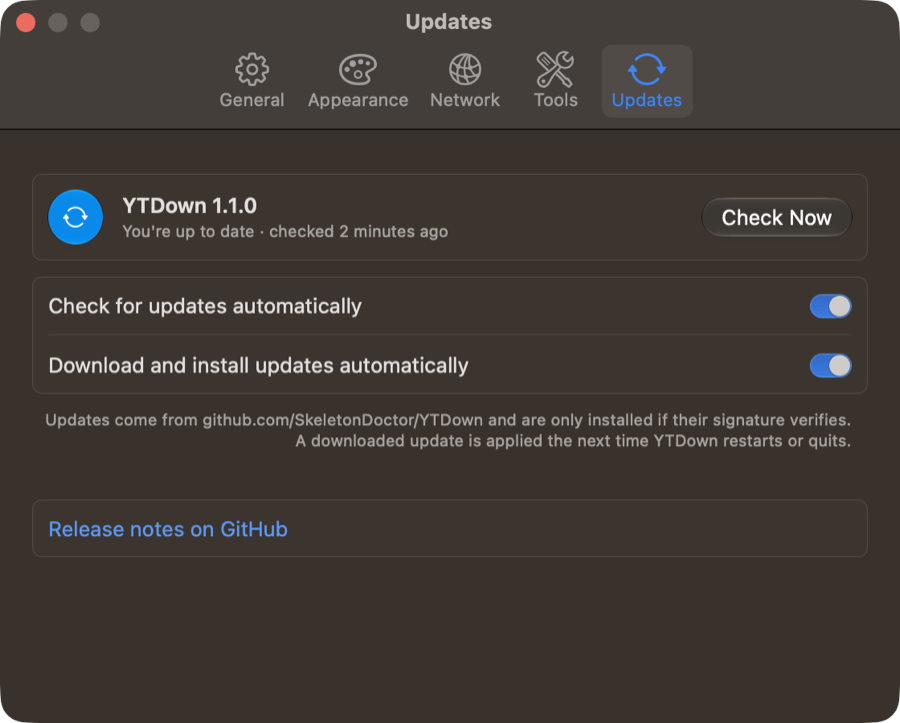 Updates
General
Appearance
Network
Tools
Updates
YTDown 1.1.0
You're up to date · checked 2 minutes ago
Check Now
Check for updates automatically
Download and install updates automatically
Updates come from github.com/SkeletonDoctor/YTDown and are only installed if their signature verifies.
A downloaded update is applied the next time YTDown restarts or quits.
Release notes on GitHub